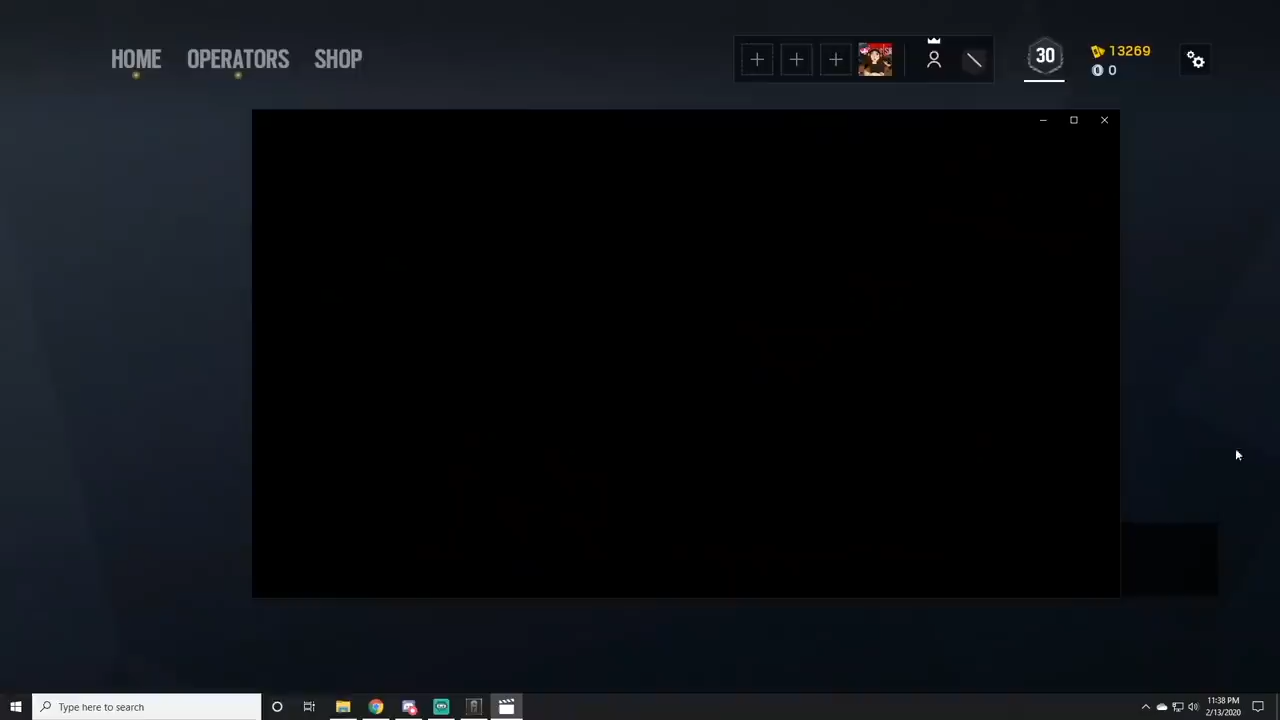 HOME OPERATORS SHOP
30
13269
0
Type here to search
11:38 PM
2/13/2020